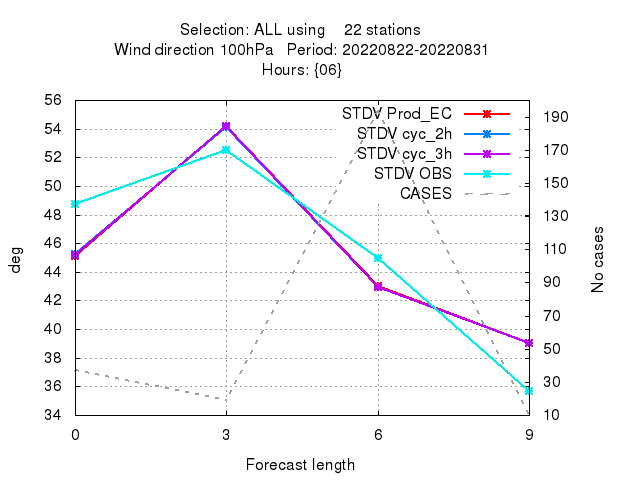 Selection: ALL using 22 stations
Wind direction 100hPa Period: 20220822-20220831
Hours: {06}
56
54
52
50
48
46
44
42
40
38
36
34
190
170
150
130
110
90
70
50
30
10
STDV Prod_EC
STDV cyc_2h
STDV cyc_3h
STDV OBS
CASES
deg
No cases
0
3
6
9
Forecast length